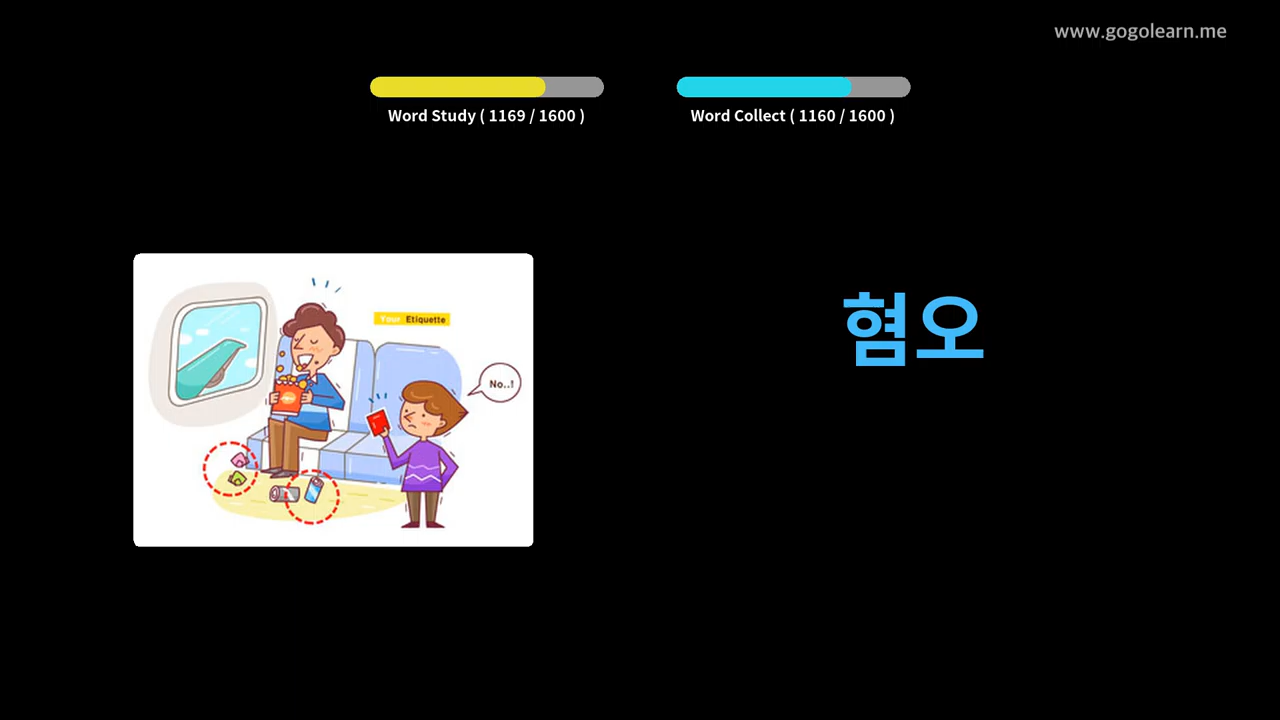 www.gogolearn.me
Word Study ( 1169 / 1600 )
Word Collect ( 1160 / 1600 )
Your Etiquette
No..!
혐오